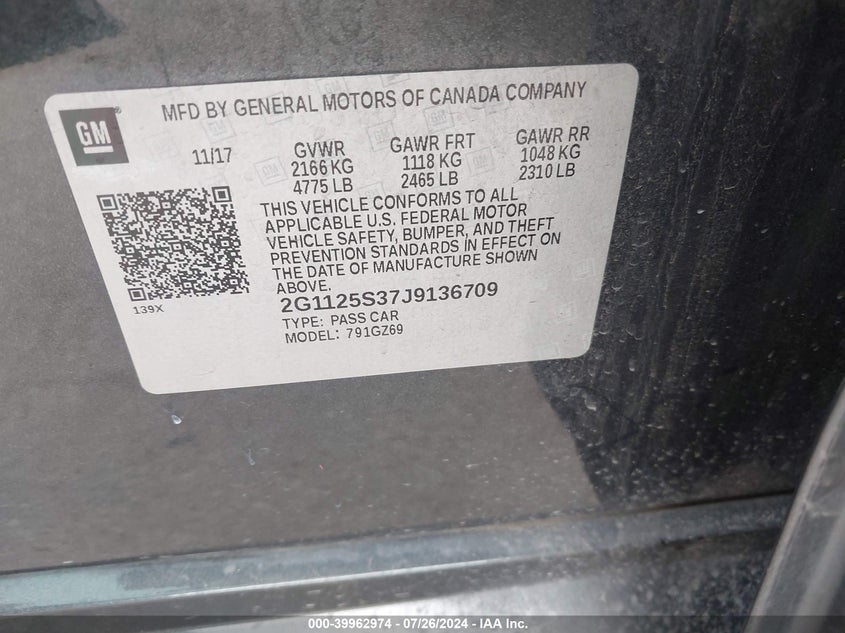 GM
MFD BY GENERAL MOTORS OF CANADA COMPANY
11/17
GVWR
2166 KG
4775 LB
GAWR FRT
1118 KG
2465 LB
GAWR RR
1048 KG
2310 LB
THIS VEHICLE CONFORMS TO ALL
APPLICABLE U.S. FEDERAL MOTOR
VEHICLE SAFETY, BUMPER, AND THEFT
PREVENTION STANDARDS IN EFFECT ON
THE DATE OF MANUFACTURE SHOWN
ABOVE.
2G1125S37J9136709
TYPE: PASS CAR
MODEL: 791GZ69
139X
000-39962974 - 07/26/2024 - IAA Inc.